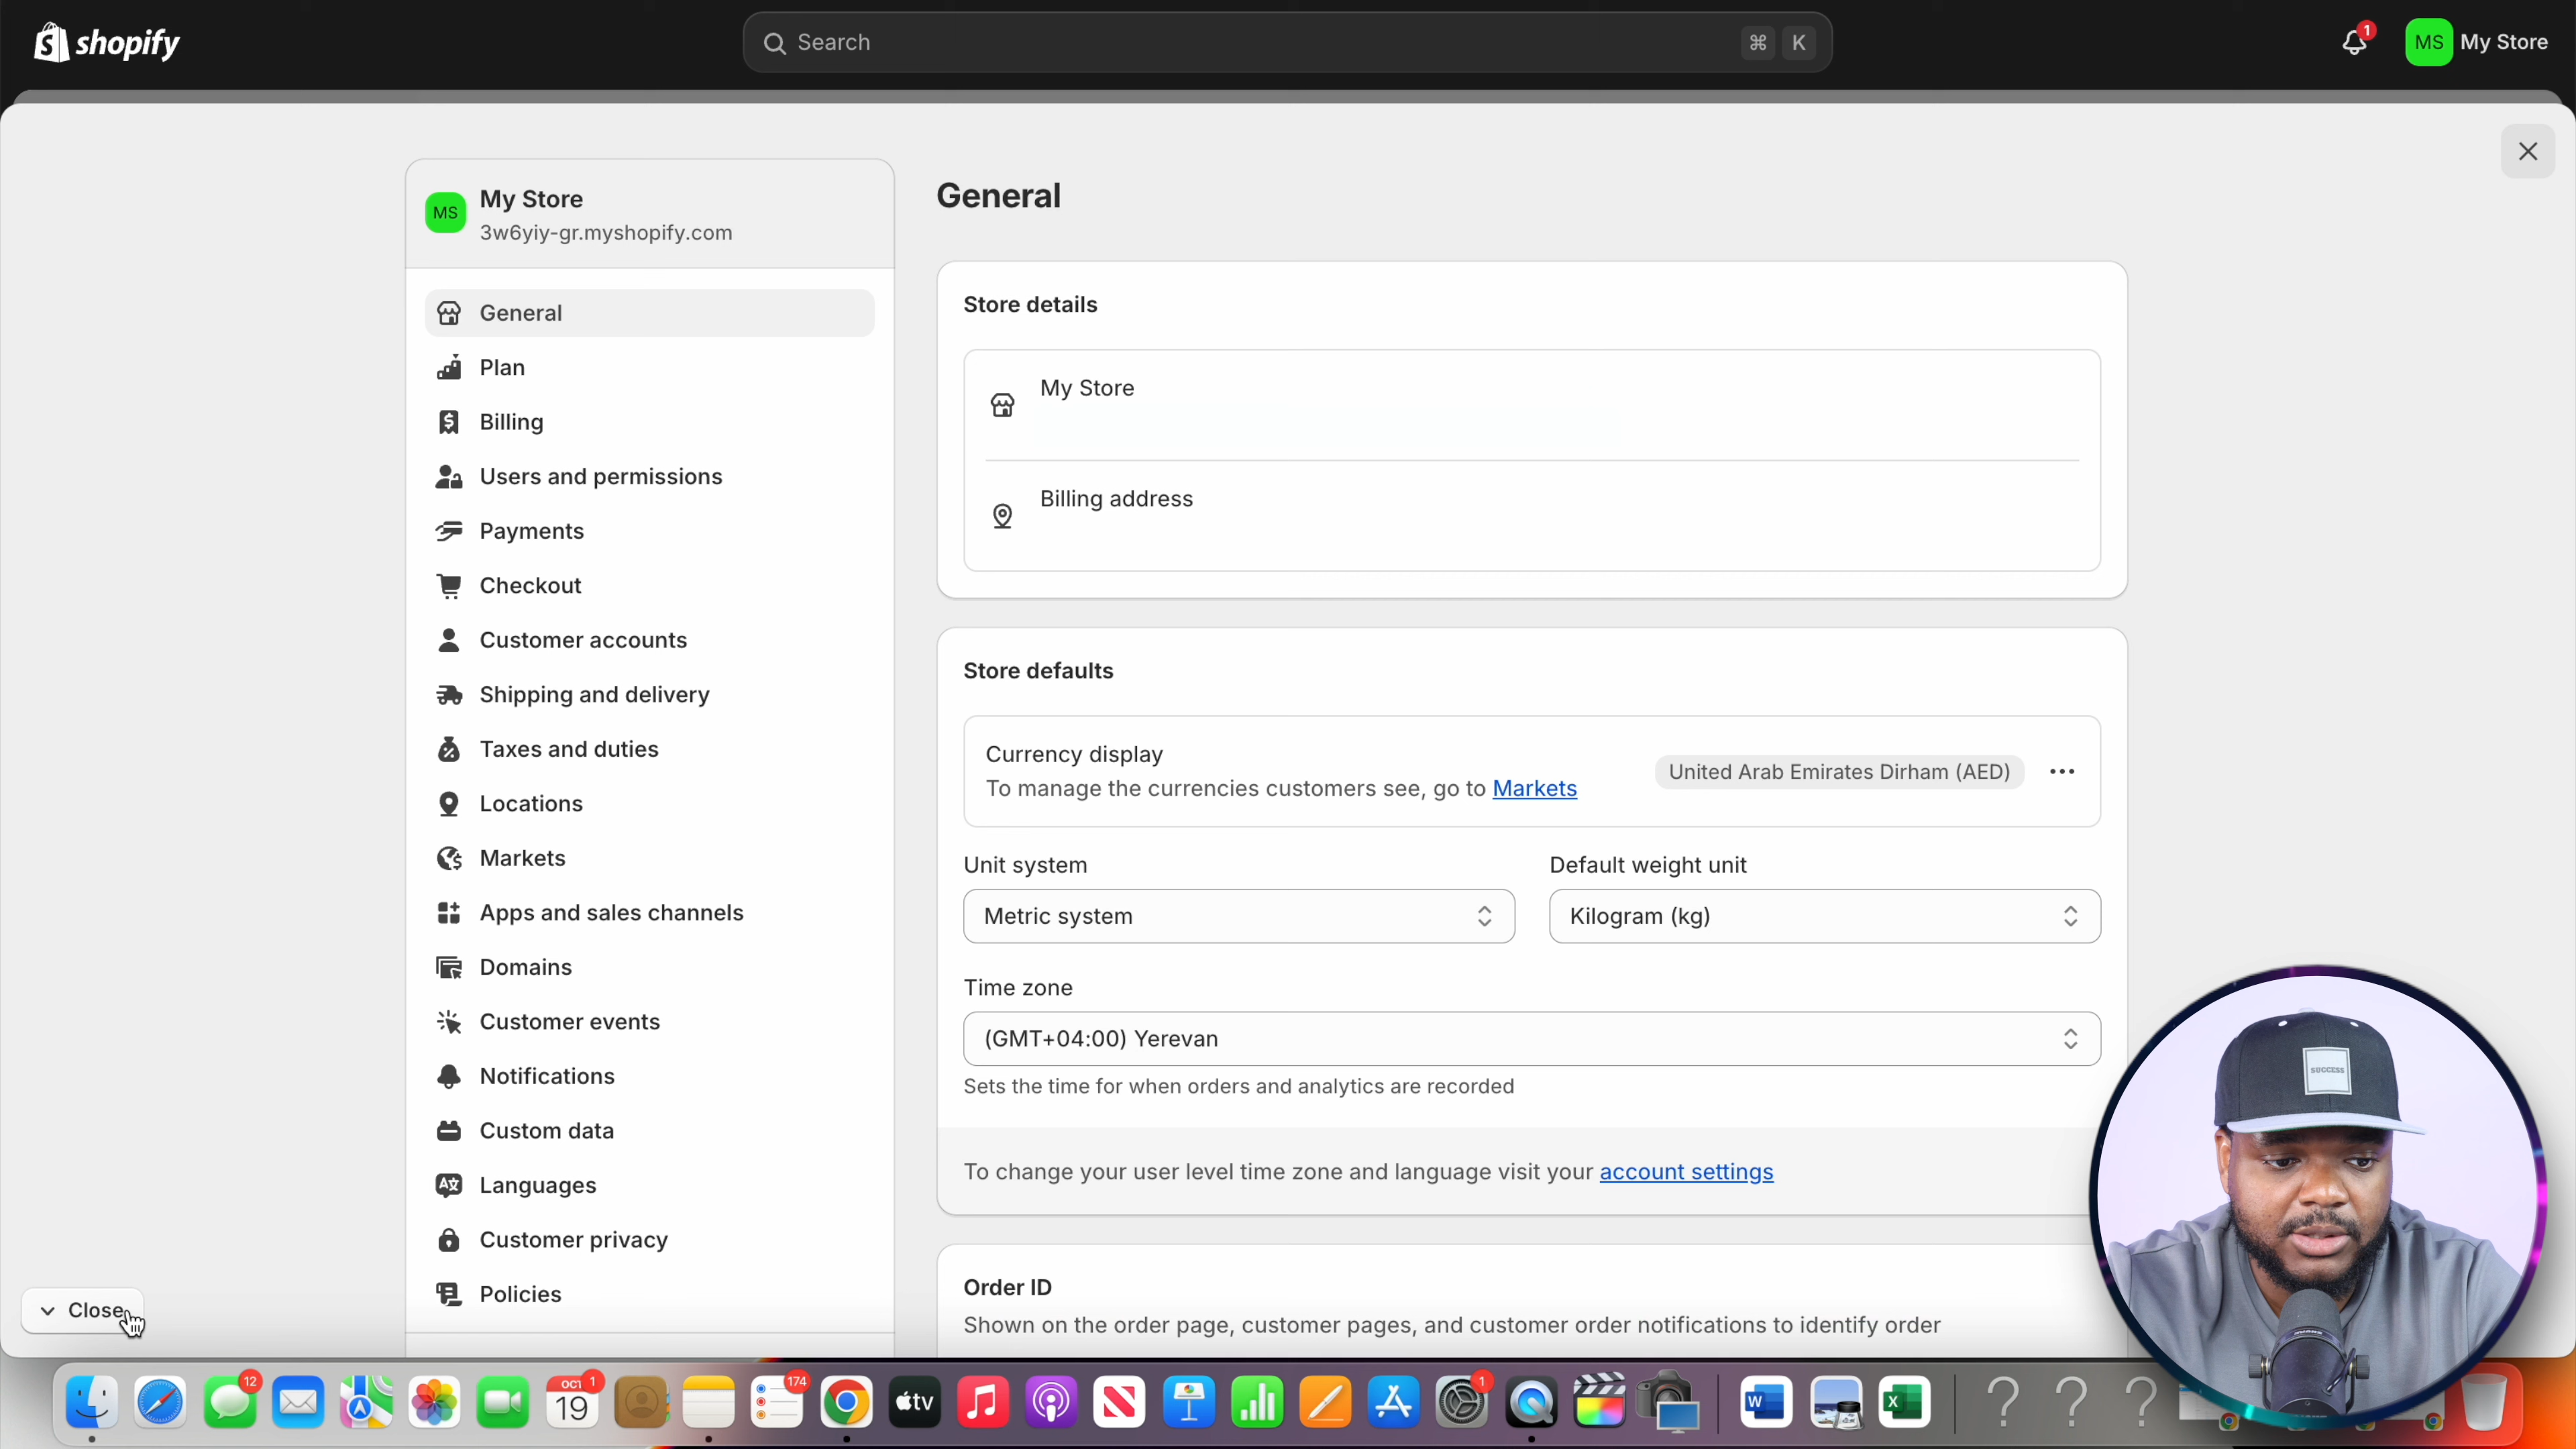 shopify
Search
⌘ K
1
MS My Store
MS
My Store
3w6yiy-gr.myshopify.com
General
Plan
Billing
Users and permissions
Payments
Checkout
Customer accounts
Shipping and delivery
Taxes and duties
Locations
Markets
Apps and sales channels
Domains
Customer events
Notifications
Custom data
Languages
Customer privacy
Policies
General
Store details
My Store
Billing address
Store defaults
Currency display
To manage the currencies customers see, go to Markets
United Arab Emirates Dirham (AED)
Unit system
Metric system
Default weight unit
Kilogram (kg)
Time zone
(GMT+04:00) Yerevan
Sets the time for when orders and analytics are recorded
To change your user level time zone and language visit your account settings
Order ID
Shown on the order page, customer pages, and customer order notifications to identify order
Close
SUCCESS
12
OCT
19
1
174
tv
1
W
X
? ? ?